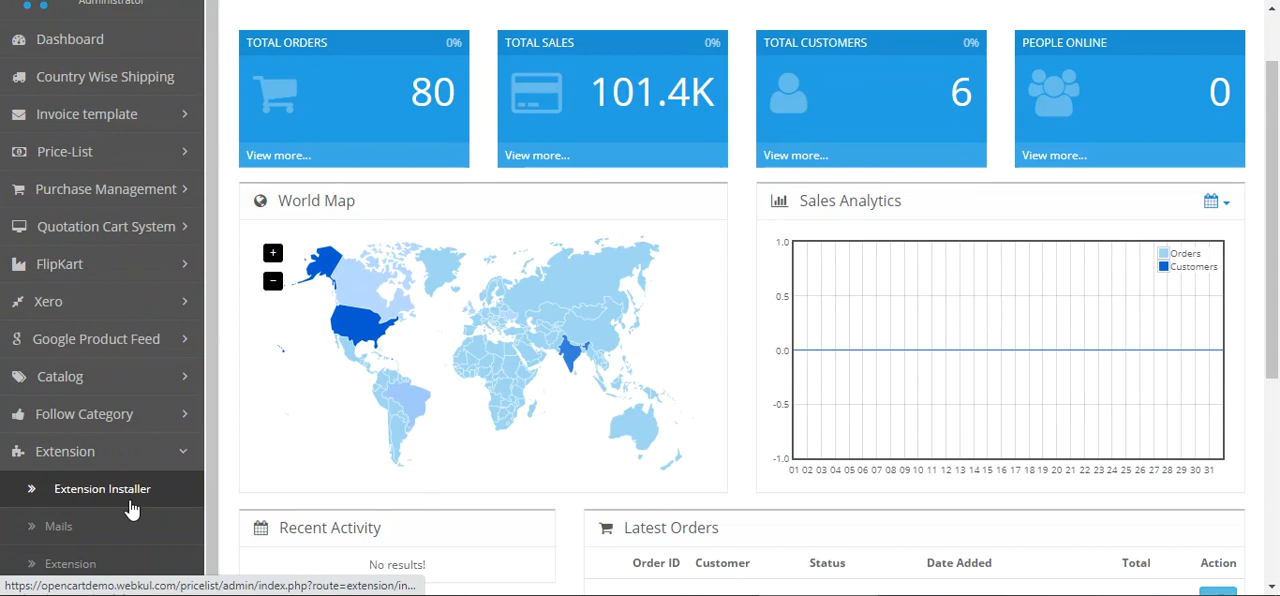 Administrator
Dashboard
Country Wise Shipping
Invoice template
Price-List
Purchase Management
Quotation Cart System
FlipKart
Xero
Google Product Feed
Catalog
Follow Category
Extension
Extension Installer
Mails
Extension
https://opencartdemo.webkul.com/pricelist/admin/index.php?route=extension/in...
TOTAL ORDERS 0%
80
View more...
TOTAL SALES 0%
101.4K
View more...
TOTAL CUSTOMERS 0%
6
View more...
PEOPLE ONLINE
0
View more...
World Map
+
−
Sales Analytics
Orders
Customers
1.0
0.5
0.0
-0.5
-1.0
01 02 03 04 05 06 07 08 09 10 11 12 13 14 15 16 17 18 19 20 21 22 23 24 25 26 27 28 29 30 31
Recent Activity
No results!
Latest Orders
Order ID Customer Status Date Added Total Action